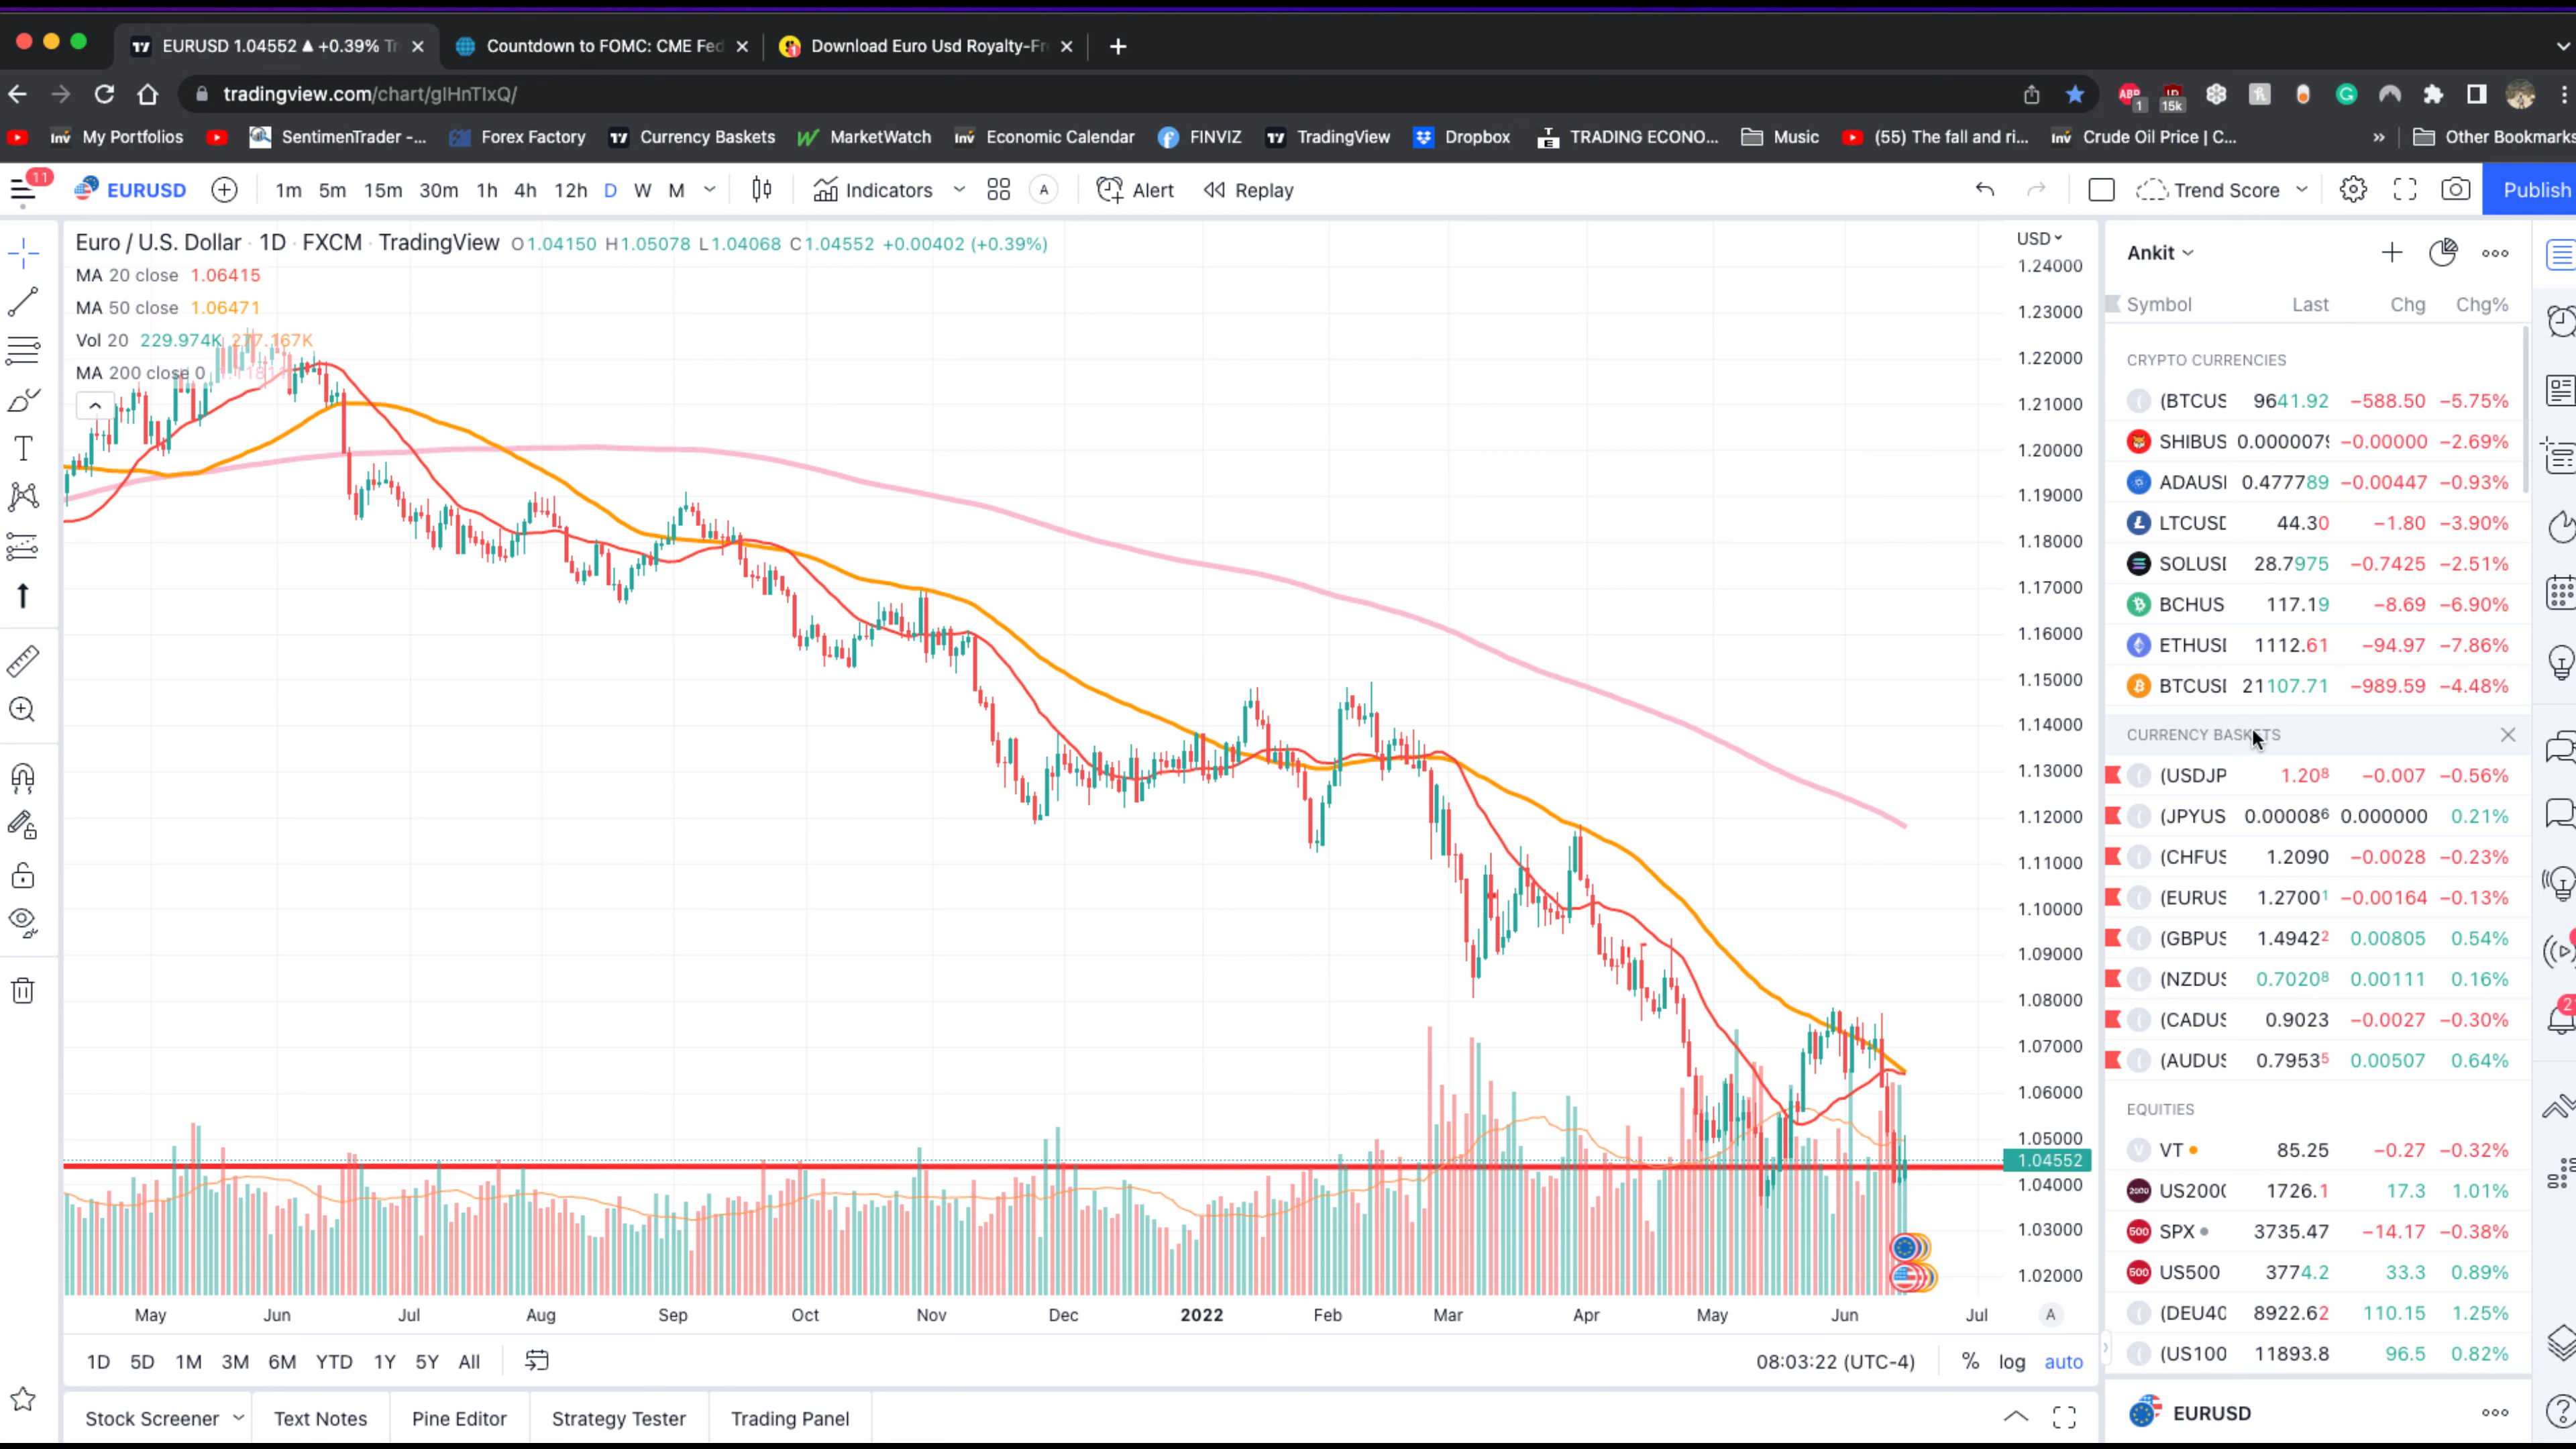 EURUSD 1.04552 ▲ +0.39% Tr
Countdown to FOMC: CME Fed
Download Euro Usd Royalty-Fr
tradingview.com/chart/glHnTIxQ/
ABP 1 15k
My Portfolios SentimenTrader -... Forex Factory Currency Baskets MarketWatch Economic Calendar FINVIZ TradingView Dropbox TRADING ECONO... Music (55) The fall and ri... Crude Oil Price | C... » Other Bookmarks
11 EURUSD 1m 5m 15m 30m 1h 4h 12h D W M Indicators A Alert Replay Trend Score Publish
Euro / U.S. Dollar · 1D · FXCM · TradingView O1.04150 H1.05078 L1.04068 C1.04552 +0.00402 (+0.39%)
MA 20 close 1.06415
MA 50 close 1.06471
Vol 20 229.974K 277.167K
MA 200 close 0
USD
1.24000
1.23000
1.22000
1.21000
1.20000
1.19000
1.18000
1.17000
1.16000
1.15000
1.14000
1.13000
1.12000
1.11000
1.10000
1.09000
1.08000
1.07000
1.06000
1.05000
1.04552
1.04000
1.03000
1.02000
May Jun Jul Aug Sep Oct Nov Dec 2022 Feb Mar Apr May Jun Jul A
1D 5D 1M 3M 6M YTD 1Y 5Y All 08:03:22 (UTC-4) % log auto
Stock Screener Text Notes Pine Editor Strategy Tester Trading Panel
Ankit
Symbol Last Chg Chg%
CRYPTO CURRENCIES
(BTCUS 9641.92 −588.50 −5.75%
SHIBUS 0.0000079 −0.00000 −2.69%
ADAUSI 0.477789 −0.00447 −0.93%
LTCUSD 44.30 −1.80 −3.90%
SOLUSI 28.7975 −0.7425 −2.51%
BCHUS 117.19 −8.69 −6.90%
ETHUSI 1112.61 −94.97 −7.86%
BTCUSI 21107.71 −989.59 −4.48%
CURRENCY BASKETS
(USDJP 1.208 −0.007 −0.56%
(JPYUS 0.000086 0.000000 0.21%
(CHFUS 1.2090 −0.0028 −0.23%
(EURUS 1.27001 −0.00164 −0.13%
(GBPUS 1.49422 0.00805 0.54%
(NZDUS 0.70208 0.00111 0.16%
(CADUS 0.9023 −0.0027 −0.30%
(AUDUS 0.79535 0.00507 0.64%
EQUITIES
VT 85.25 −0.27 −0.32%
US2000 1726.1 17.3 1.01%
SPX 3735.47 −14.17 −0.38%
US500 3774.2 33.3 0.89%
(DEU40 8922.62 110.15 1.25%
(US100 11893.8 96.5 0.82%
EURUSD
2